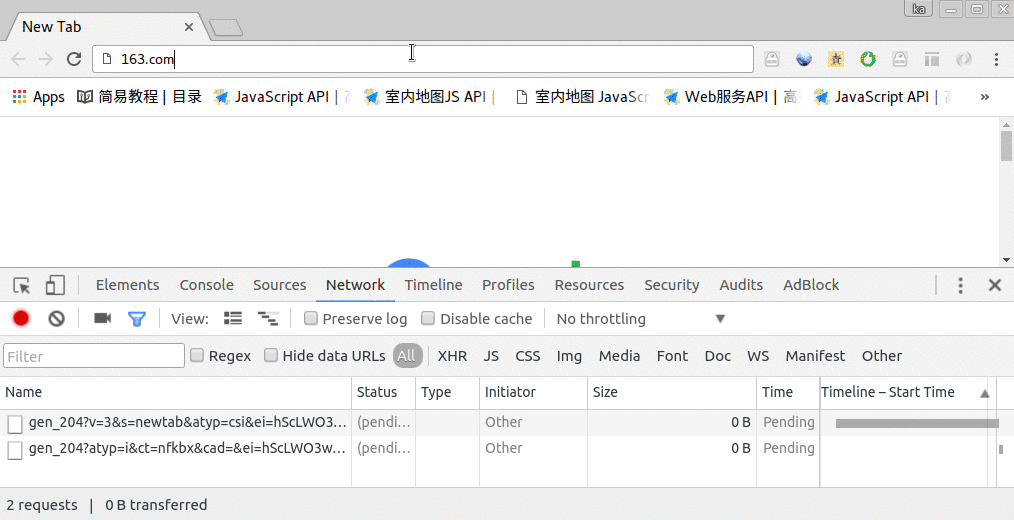 ka
New Tab
163.com
Apps 简易教程 | 目录 JavaScript API | 室内地图JS API | 室内地图 JavaScr Web服务API | 高 JavaScript API |
Elements Console Sources Network Timeline Profiles Resources Security Audits AdBlock
View: Preserve log Disable cache No throttling
Filter Regex Hide data URLs All XHR JS CSS Img Media Font Doc WS Manifest Other
Name Status Type Initiator Size Time Timeline – Start Time
gen_204?v=3&s=newtab&atyp=csi&ei=hScLWO3... (pendi... Other 0 B Pending
gen_204?atyp=i&ct=nfkbx&cad=&ei=hScLWO3w... (pendi... Other 0 B Pending
2 requests | 0 B transferred